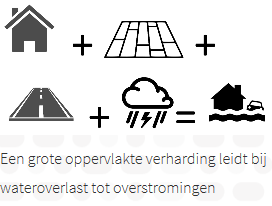 Een grote oppervlakte verharding leidt bij
wateroverlast tot overstromingen